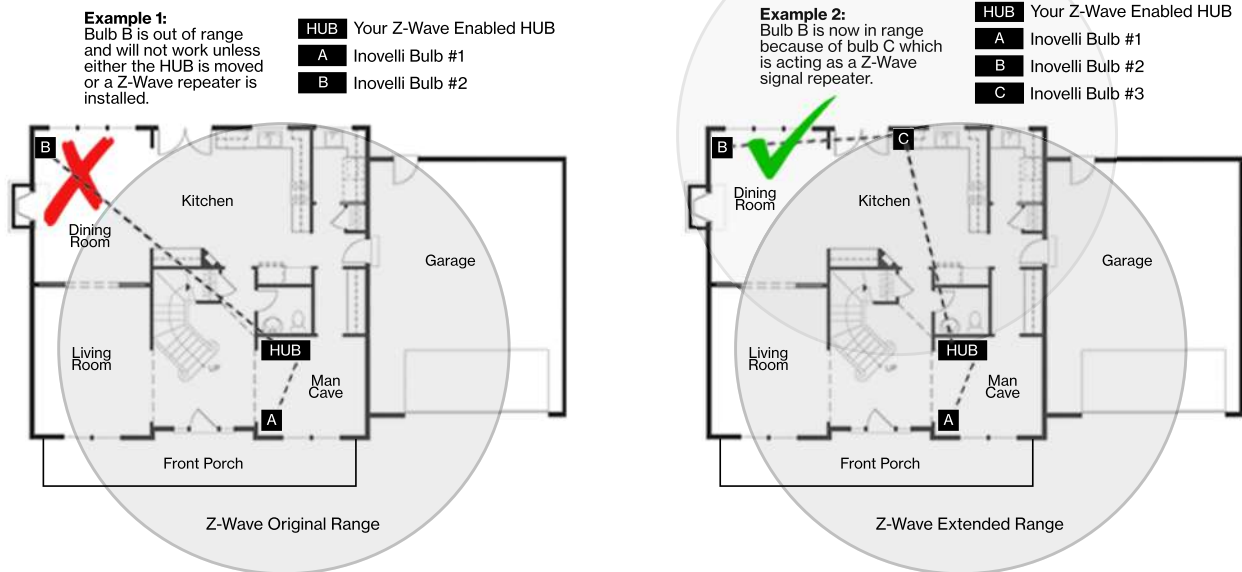 Example 1:
Bulb B is out of range
and will not work unless
either the HUB is moved
or a Z-Wave repeater is
installed.
HUB Your Z-Wave Enabled HUB
A Inovelli Bulb #1
B Inovelli Bulb #2
B
Dining
Room
Kitchen
Garage
Living
Room
UP
HUB
Man
Cave
A
Front Porch
Z-Wave Original Range
Example 2:
Bulb B is now in range
because of bulb C which
is acting as a Z-Wave
signal repeater.
HUB Your Z-Wave Enabled HUB
A Inovelli Bulb #1
B Inovelli Bulb #2
C Inovelli Bulb #3
B
C
Dining
Room
Kitchen
Garage
Living
Room
UP
HUB
Man
Cave
A
Front Porch
Z-Wave Extended Range